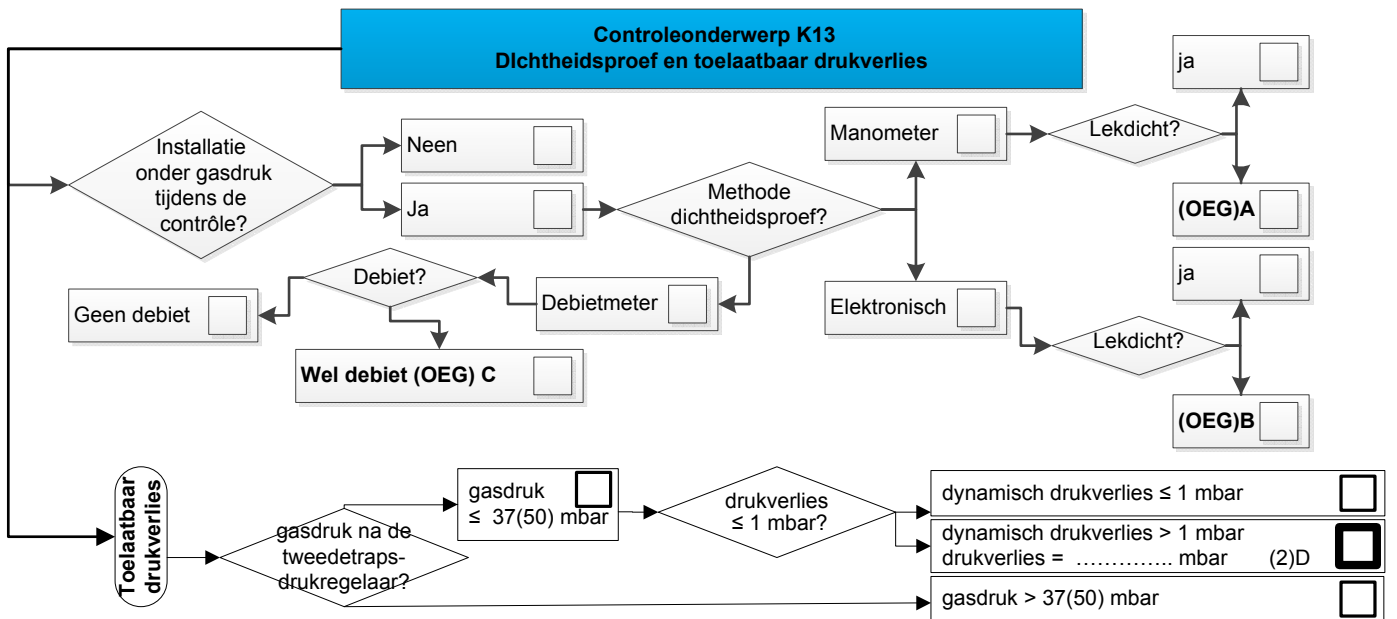 Controleonderwerp K13
DIchtheidsproef en toelaatbaar drukverlies
Installatie
onder gasdruk
tijdens de
contrôle?
Neen
Ja
Methode
dichtheidsproef?
Manometer
Lekdicht?
ja
(OEG)A
Elektronisch
Lekdicht?
ja
(OEG)B
Debietmeter
Debiet?
Geen debiet
Wel debiet (OEG) C
Toelaatbaar
drukverlies
gasdruk na de
tweedetraps-
drukregelaar?
gasdruk
≤ 37(50) mbar
drukverlies
≤ 1 mbar?
dynamisch drukverlies ≤ 1 mbar
dynamisch drukverlies > 1 mbar
drukverlies = ………….. mbar (2)D
gasdruk > 37(50) mbar